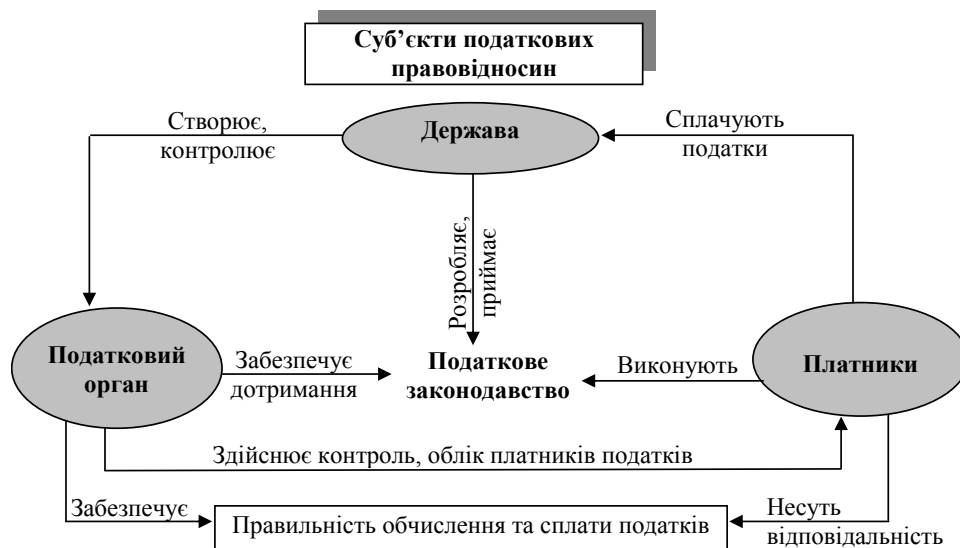 Суб’єкти податкових
правовідносин
Створює,
контролює
Держава
Сплачують
податки
Розробляє,
приймає
Податковий
орган
Забезпечує
дотримання
Податкове
законодавство
Виконують
Платники
Здійснює контроль, облік платників податків
Забезпечує
Правильність обчислення та сплати податків
Несуть
відповідальність